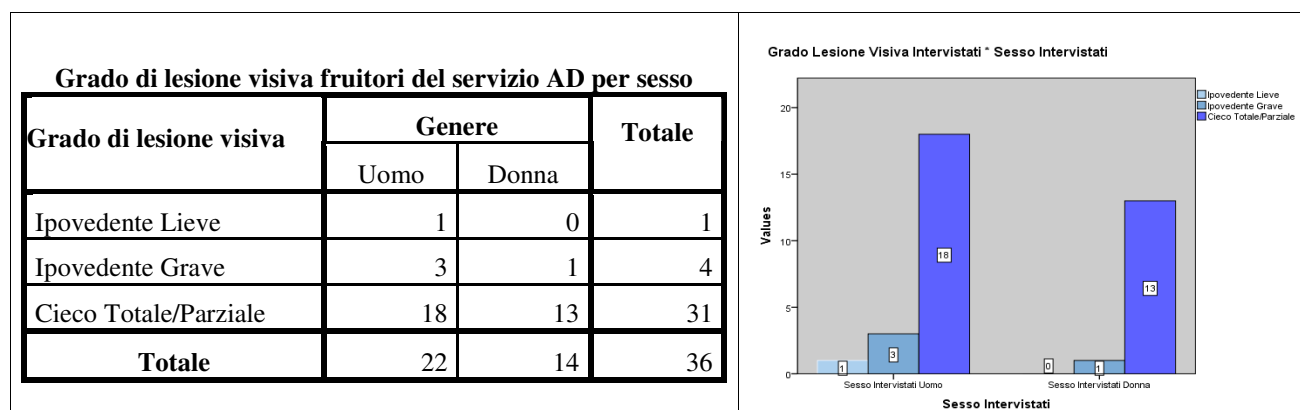 Grado di lesione visiva fruitori del servizio AD per sesso
Grado di lesione visiva Genere Totale
Uomo Donna
Ipovedente Lieve 1 0 1
Ipovedente Grave 3 1 4
Cieco Totale/Parziale 18 13 31
Totale 22 14 36
Grado Lesione Visiva Intervistati * Sesso Intervistati
Ipovedente Lieve
Ipovedente Grave
Cieco Totale/Parziale
Values
20
15
10
5
0
1 3 18 0 1 13
Sesso Intervistati Uomo Sesso Intervistati Donna
Sesso Intervistati